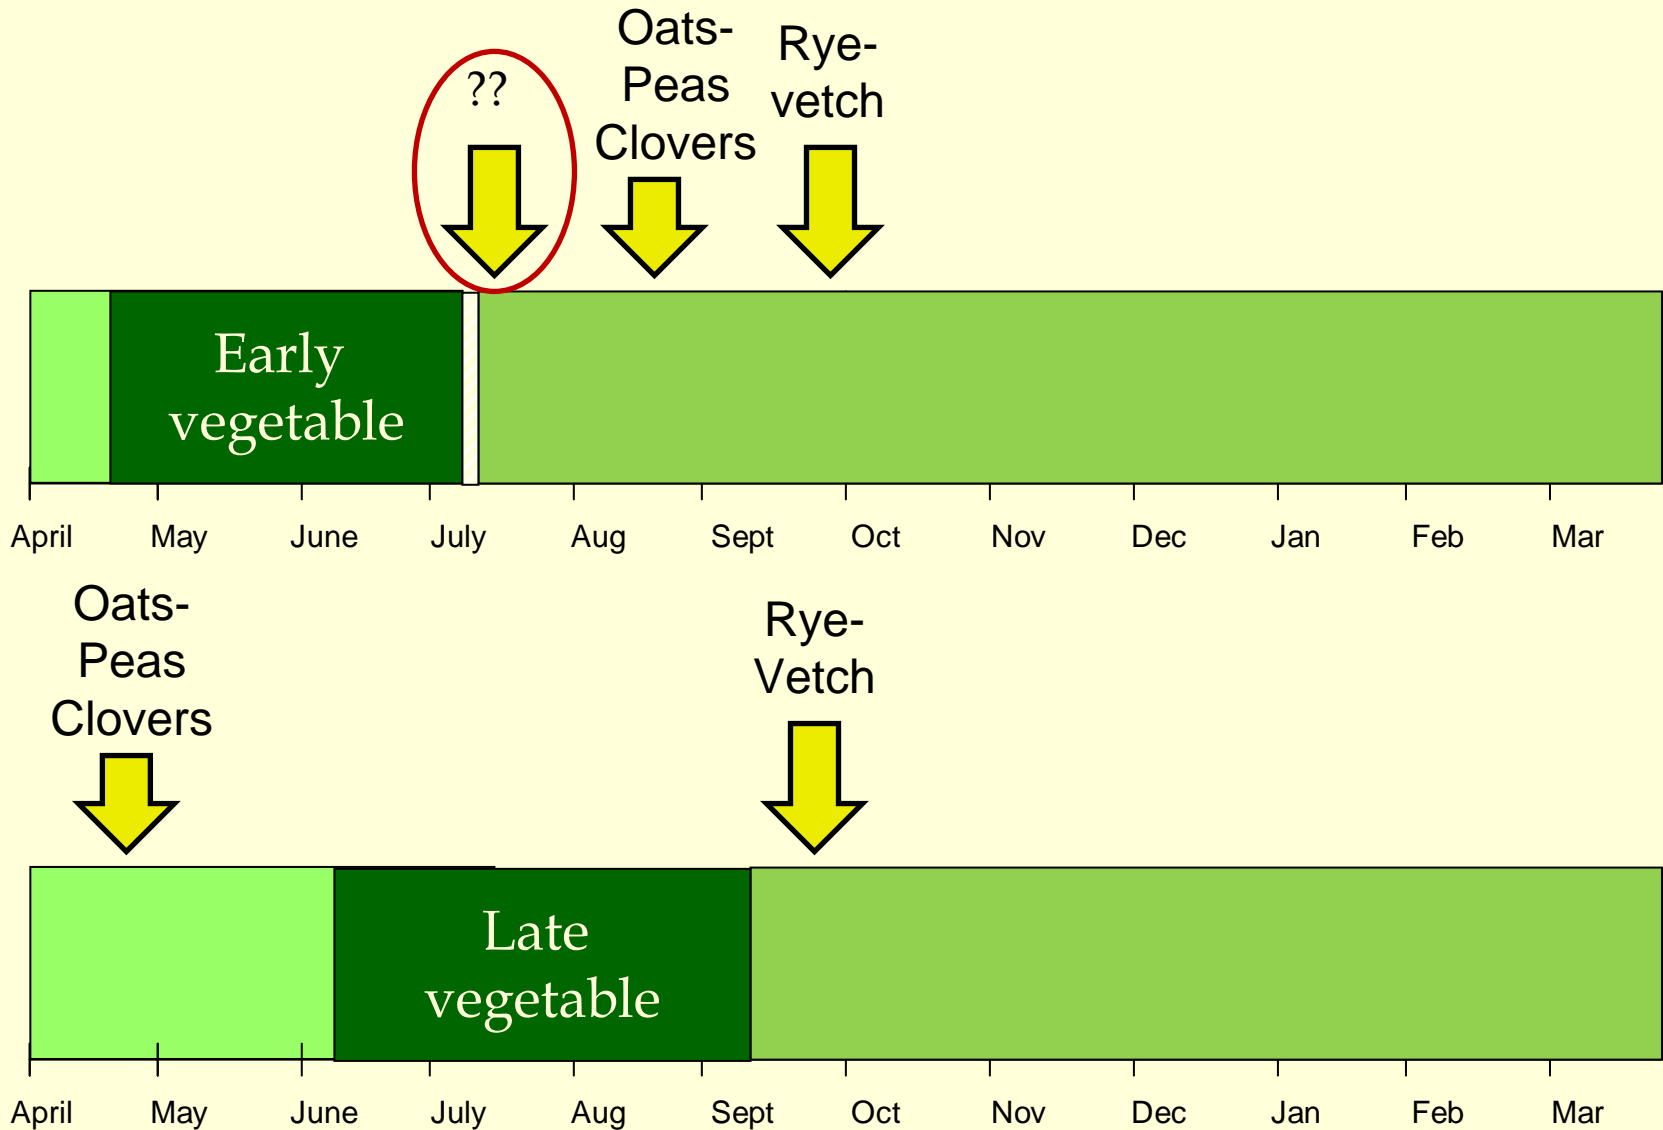 ??
Oats-
Peas
Clovers
Rye-
vetch
Early
vegetable
April May June July Aug Sept Oct Nov Dec Jan Feb Mar
Oats-
Peas
Clovers
Rye-
Vetch
Late
vegetable
April May June July Aug Sept Oct Nov Dec Jan Feb Mar